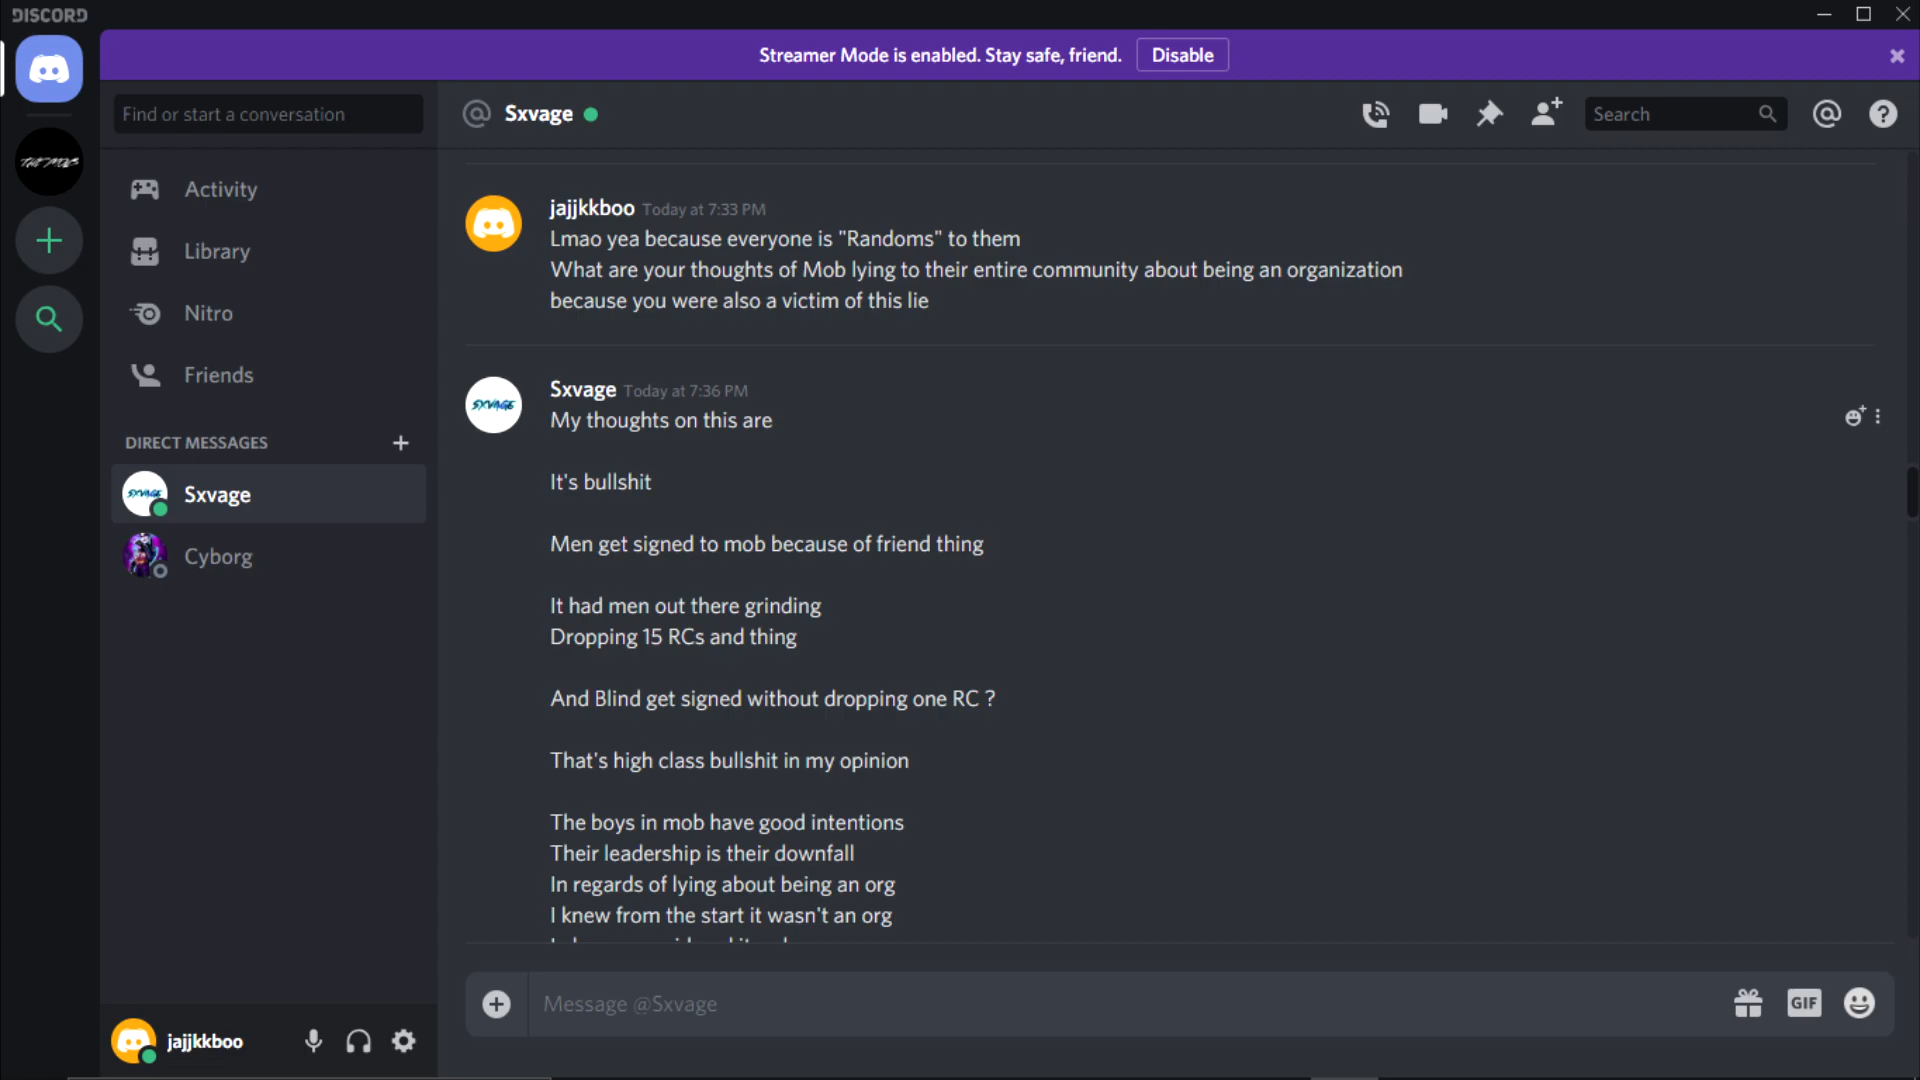 DISCORD
Streamer Mode is enabled. Stay safe, friend.
Disable
Find or start a conversation
Sxvage
Search
Activity
Library
Nitro
Friends
DIRECT MESSAGES
SXVAGE
Sxvage
Cyborg
jajjkkboo Today at 7:33 PM
Lmao yea because everyone is "Randoms" to them
What are your thoughts of Mob lying to their entire community about being an organization
because you were also a victim of this lie
SXVAGE
Sxvage Today at 7:36 PM
My thoughts on this are
It's bullshit
Men get signed to mob because of friend thing
It had men out there grinding
Dropping 15 RCs and thing
And Blind get signed without dropping one RC ?
That's high class bullshit in my opinion
The boys in mob have good intentions
Their leadership is their downfall
In regards of lying about being an org
I knew from the start it wasn't an org
Message @Sxvage
GIF
jajjkkboo